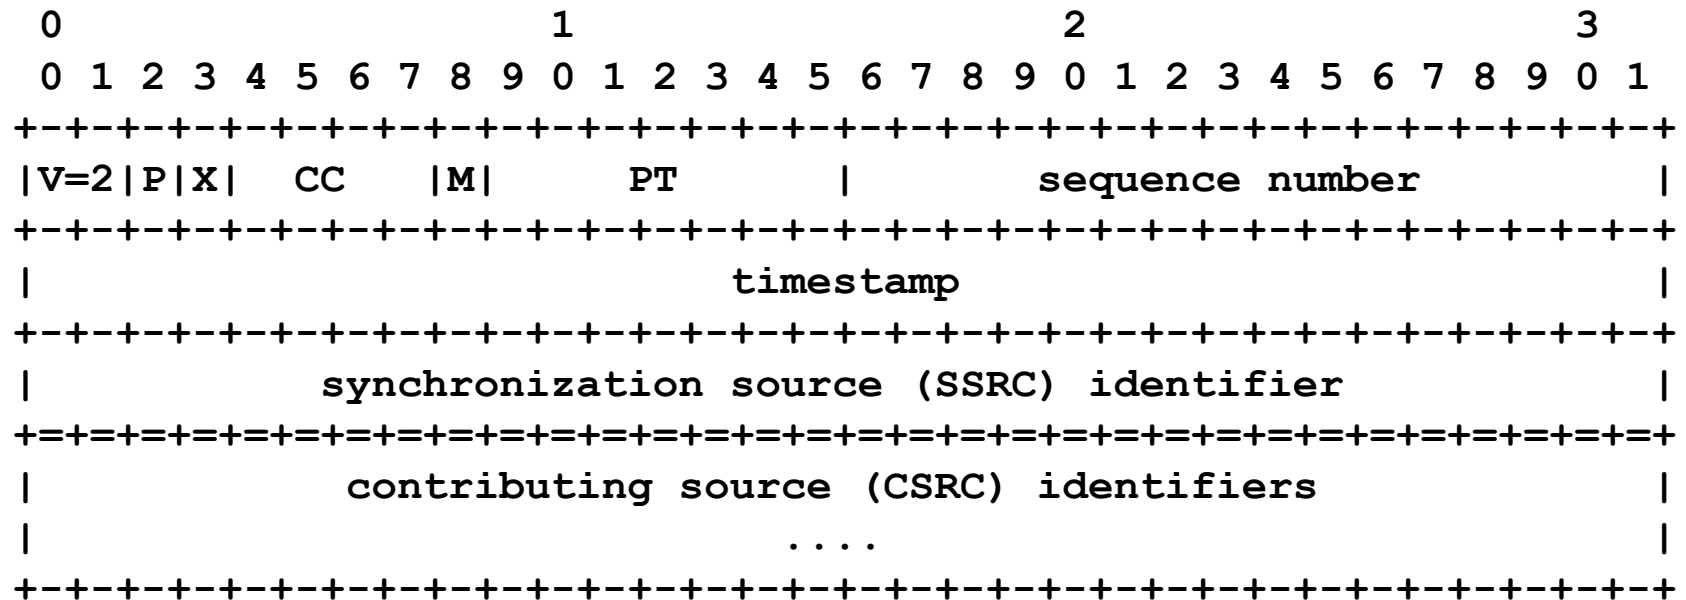 0                   1                   2                   3
 0 1 2 3 4 5 6 7 8 9 0 1 2 3 4 5 6 7 8 9 0 1 2 3 4 5 6 7 8 9 0 1
+-+-+-+-+-+-+-+-+-+-+-+-+-+-+-+-+-+-+-+-+-+-+-+-+-+-+-+-+-+-+-+-+
|V=2|P|X|  CC   |M|     PT      |       sequence number         |
+-+-+-+-+-+-+-+-+-+-+-+-+-+-+-+-+-+-+-+-+-+-+-+-+-+-+-+-+-+-+-+-+
|                           timestamp                           |
+-+-+-+-+-+-+-+-+-+-+-+-+-+-+-+-+-+-+-+-+-+-+-+-+-+-+-+-+-+-+-+-+
|           synchronization source (SSRC) identifier            |
+=+=+=+=+=+=+=+=+=+=+=+=+=+=+=+=+=+=+=+=+=+=+=+=+=+=+=+=+=+=+=+=+
|            contributing source (CSRC) identifiers             |
|                             ....                              |
+-+-+-+-+-+-+-+-+-+-+-+-+-+-+-+-+-+-+-+-+-+-+-+-+-+-+-+-+-+-+-+-+